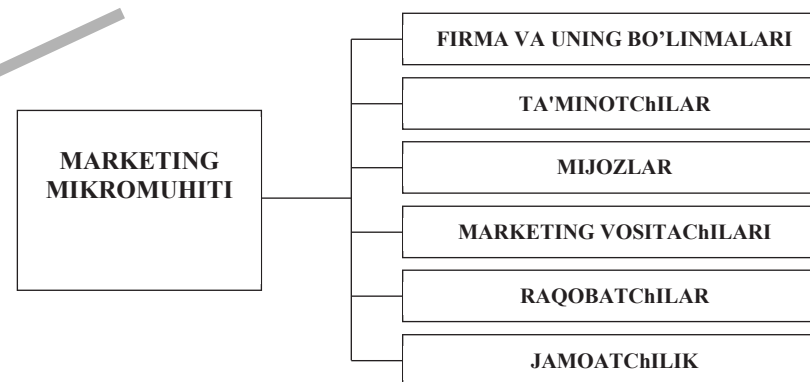 MARKETING
MIKROMUHITI
FIRMA VA UNING BO’LINMALARI
TA'MINOTChILAR
MIJOZLAR
MARKETING VOSITAChILARI
RAQOBATChILAR
JAMOATChILIK